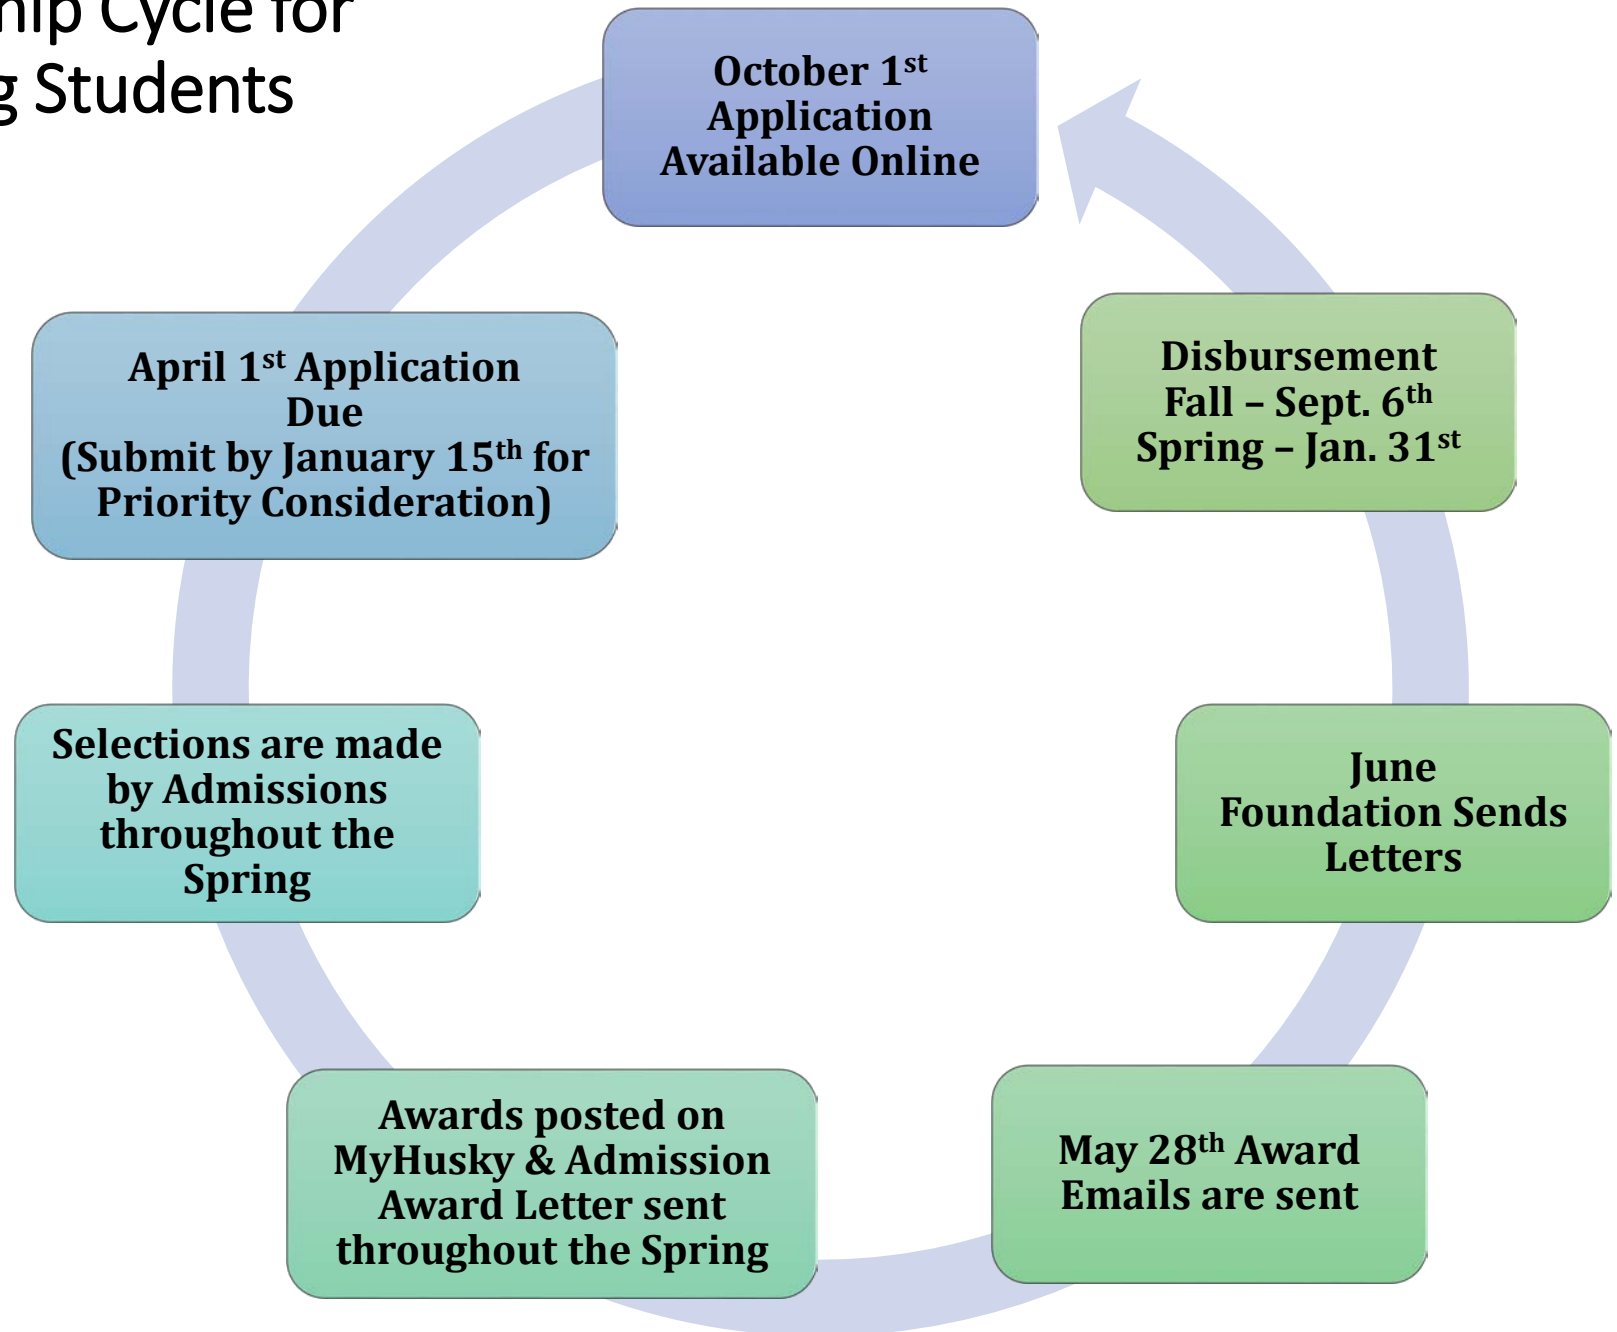 Cycle for
Students
October 1st
Application
Available Online
April 1st Application
Due
(Submit by January 15th for
Priority Consideration)
Selections are made
by Admissions
throughout the
Spring
Awards posted on
MyHusky & Admission
Award Letter sent
throughout the Spring
May 28th Award
Emails are sent
June
Foundation Sends
Letters
Disbursement
Fall – Sept. 6th
Spring – Jan. 31st